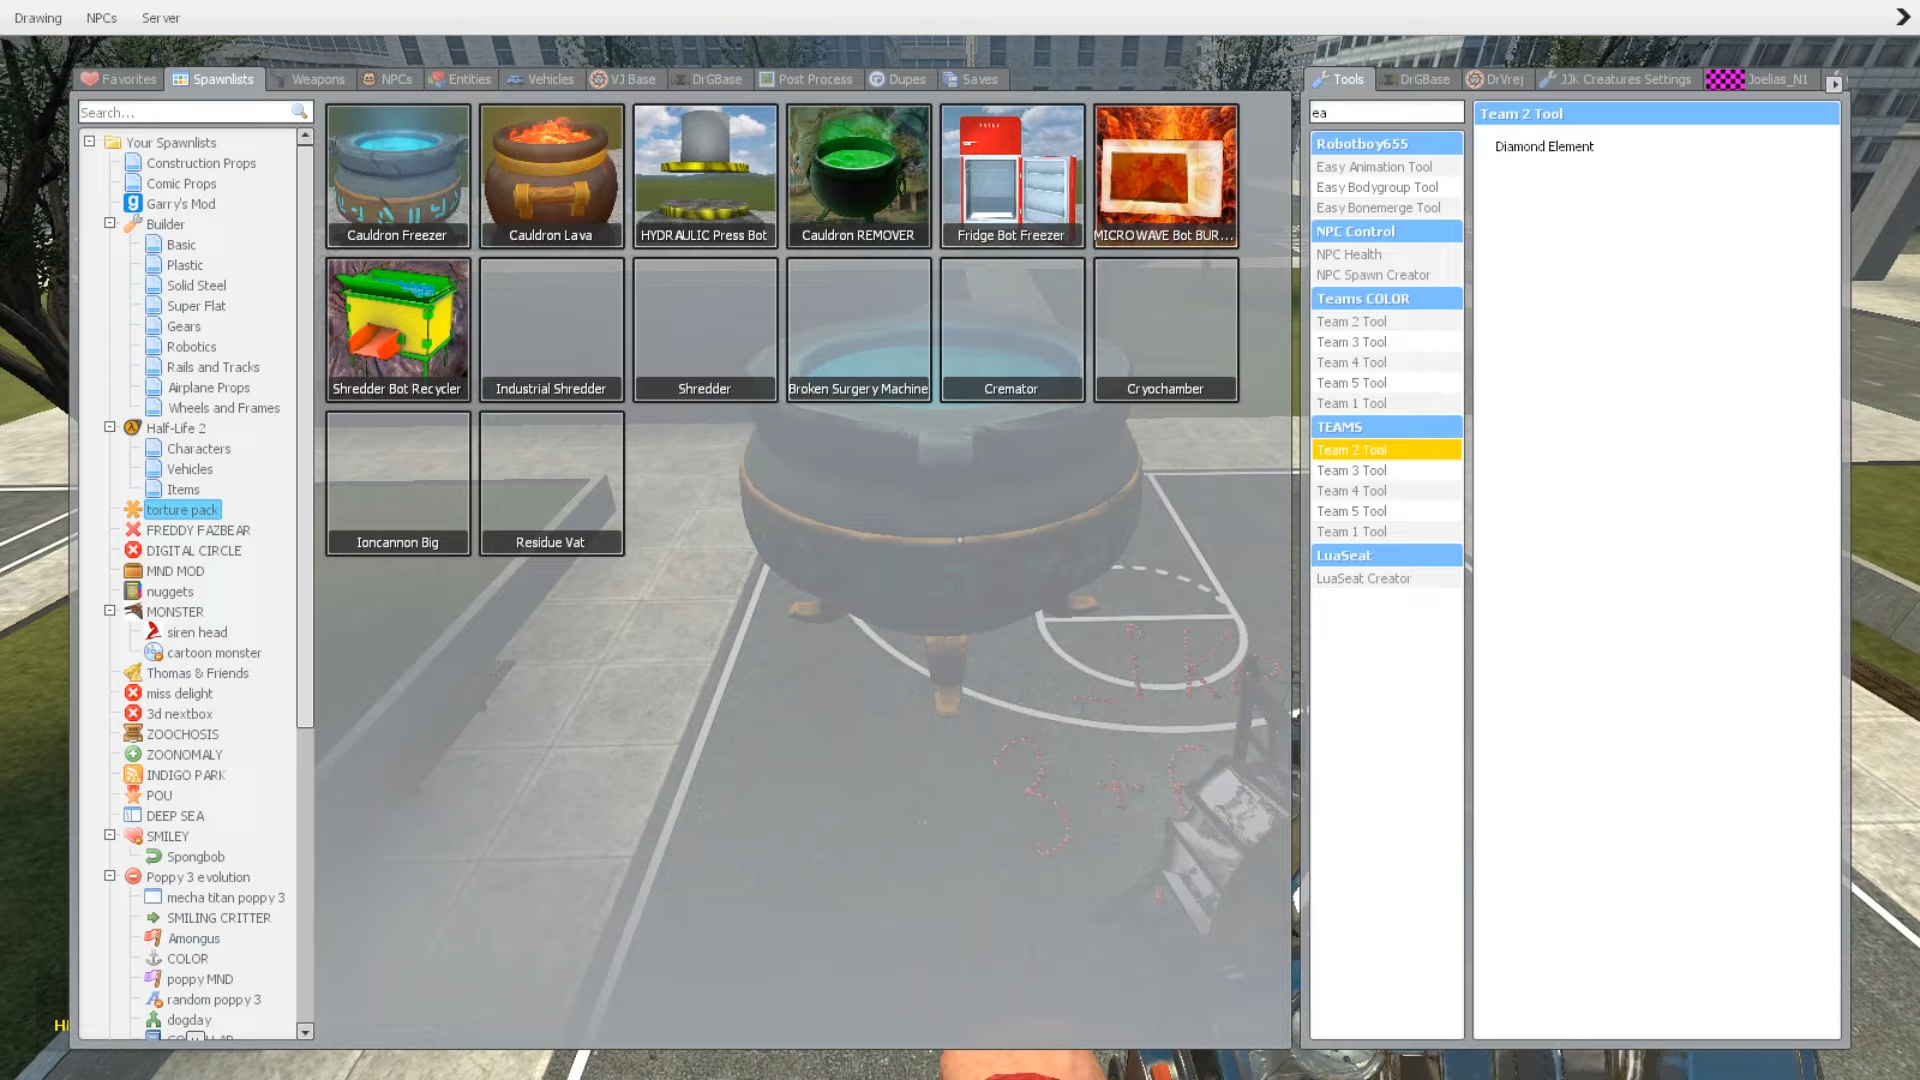 Drawing NPCs Server
Favorites Spawnlists Weapons NPCs Entities Vehicles VJ Base DrGBase Post Process Dupes Saves
Search...
Your Spawnlists
Construction Props
Comic Props
Garry's Mod
Builder
Basic
Plastic
Solid Steel
Super Flat
Gears
Robotics
Rails and Tracks
Airplane Props
Wheels and Frames
Half-Life 2
Characters
Vehicles
Items
torture pack
FREDDY FAZBEAR
DIGITAL CIRCLE
MND MOD
nuggets
MONSTER
siren head
cartoon monster
Thomas & Friends
miss delight
3d nextbox
ZOOCHOSIS
ZOONOMALY
INDIGO PARK
POU
DEEP SEA
SMILEY
Spongbob
Poppy 3 evolution
mecha titan poppy 3
SMILING CRITTER
Amongus
COLOR
poppy MND
random poppy 3
dogday
Cauldron Freezer
Cauldron Lava
HYDRAULIC Press Bot
Cauldron REMOVER
Fridge Bot Freezer
MICROWAVE Bot BUR...
Shredder Bot Recycler
Industrial Shredder
Shredder
Broken Surgery Machine
Cremator
Cryochamber
Ioncannon Big
Residue Vat
Tools DrGBase DrVrej JJK Creatures Settings Joelias_N1
ea
Robotboy655
Easy Animation Tool
Easy Bodygroup Tool
Easy Bonemerge Tool
NPC Control
NPC Health
NPC Spawn Creator
Teams COLOR
Team 2 Tool
Team 3 Tool
Team 4 Tool
Team 5 Tool
Team 1 Tool
TEAMS
Team 2 Tool
Team 3 Tool
Team 4 Tool
Team 5 Tool
Team 1 Tool
LuaSeat
LuaSeat Creator
Team 2 Tool
Diamond Element